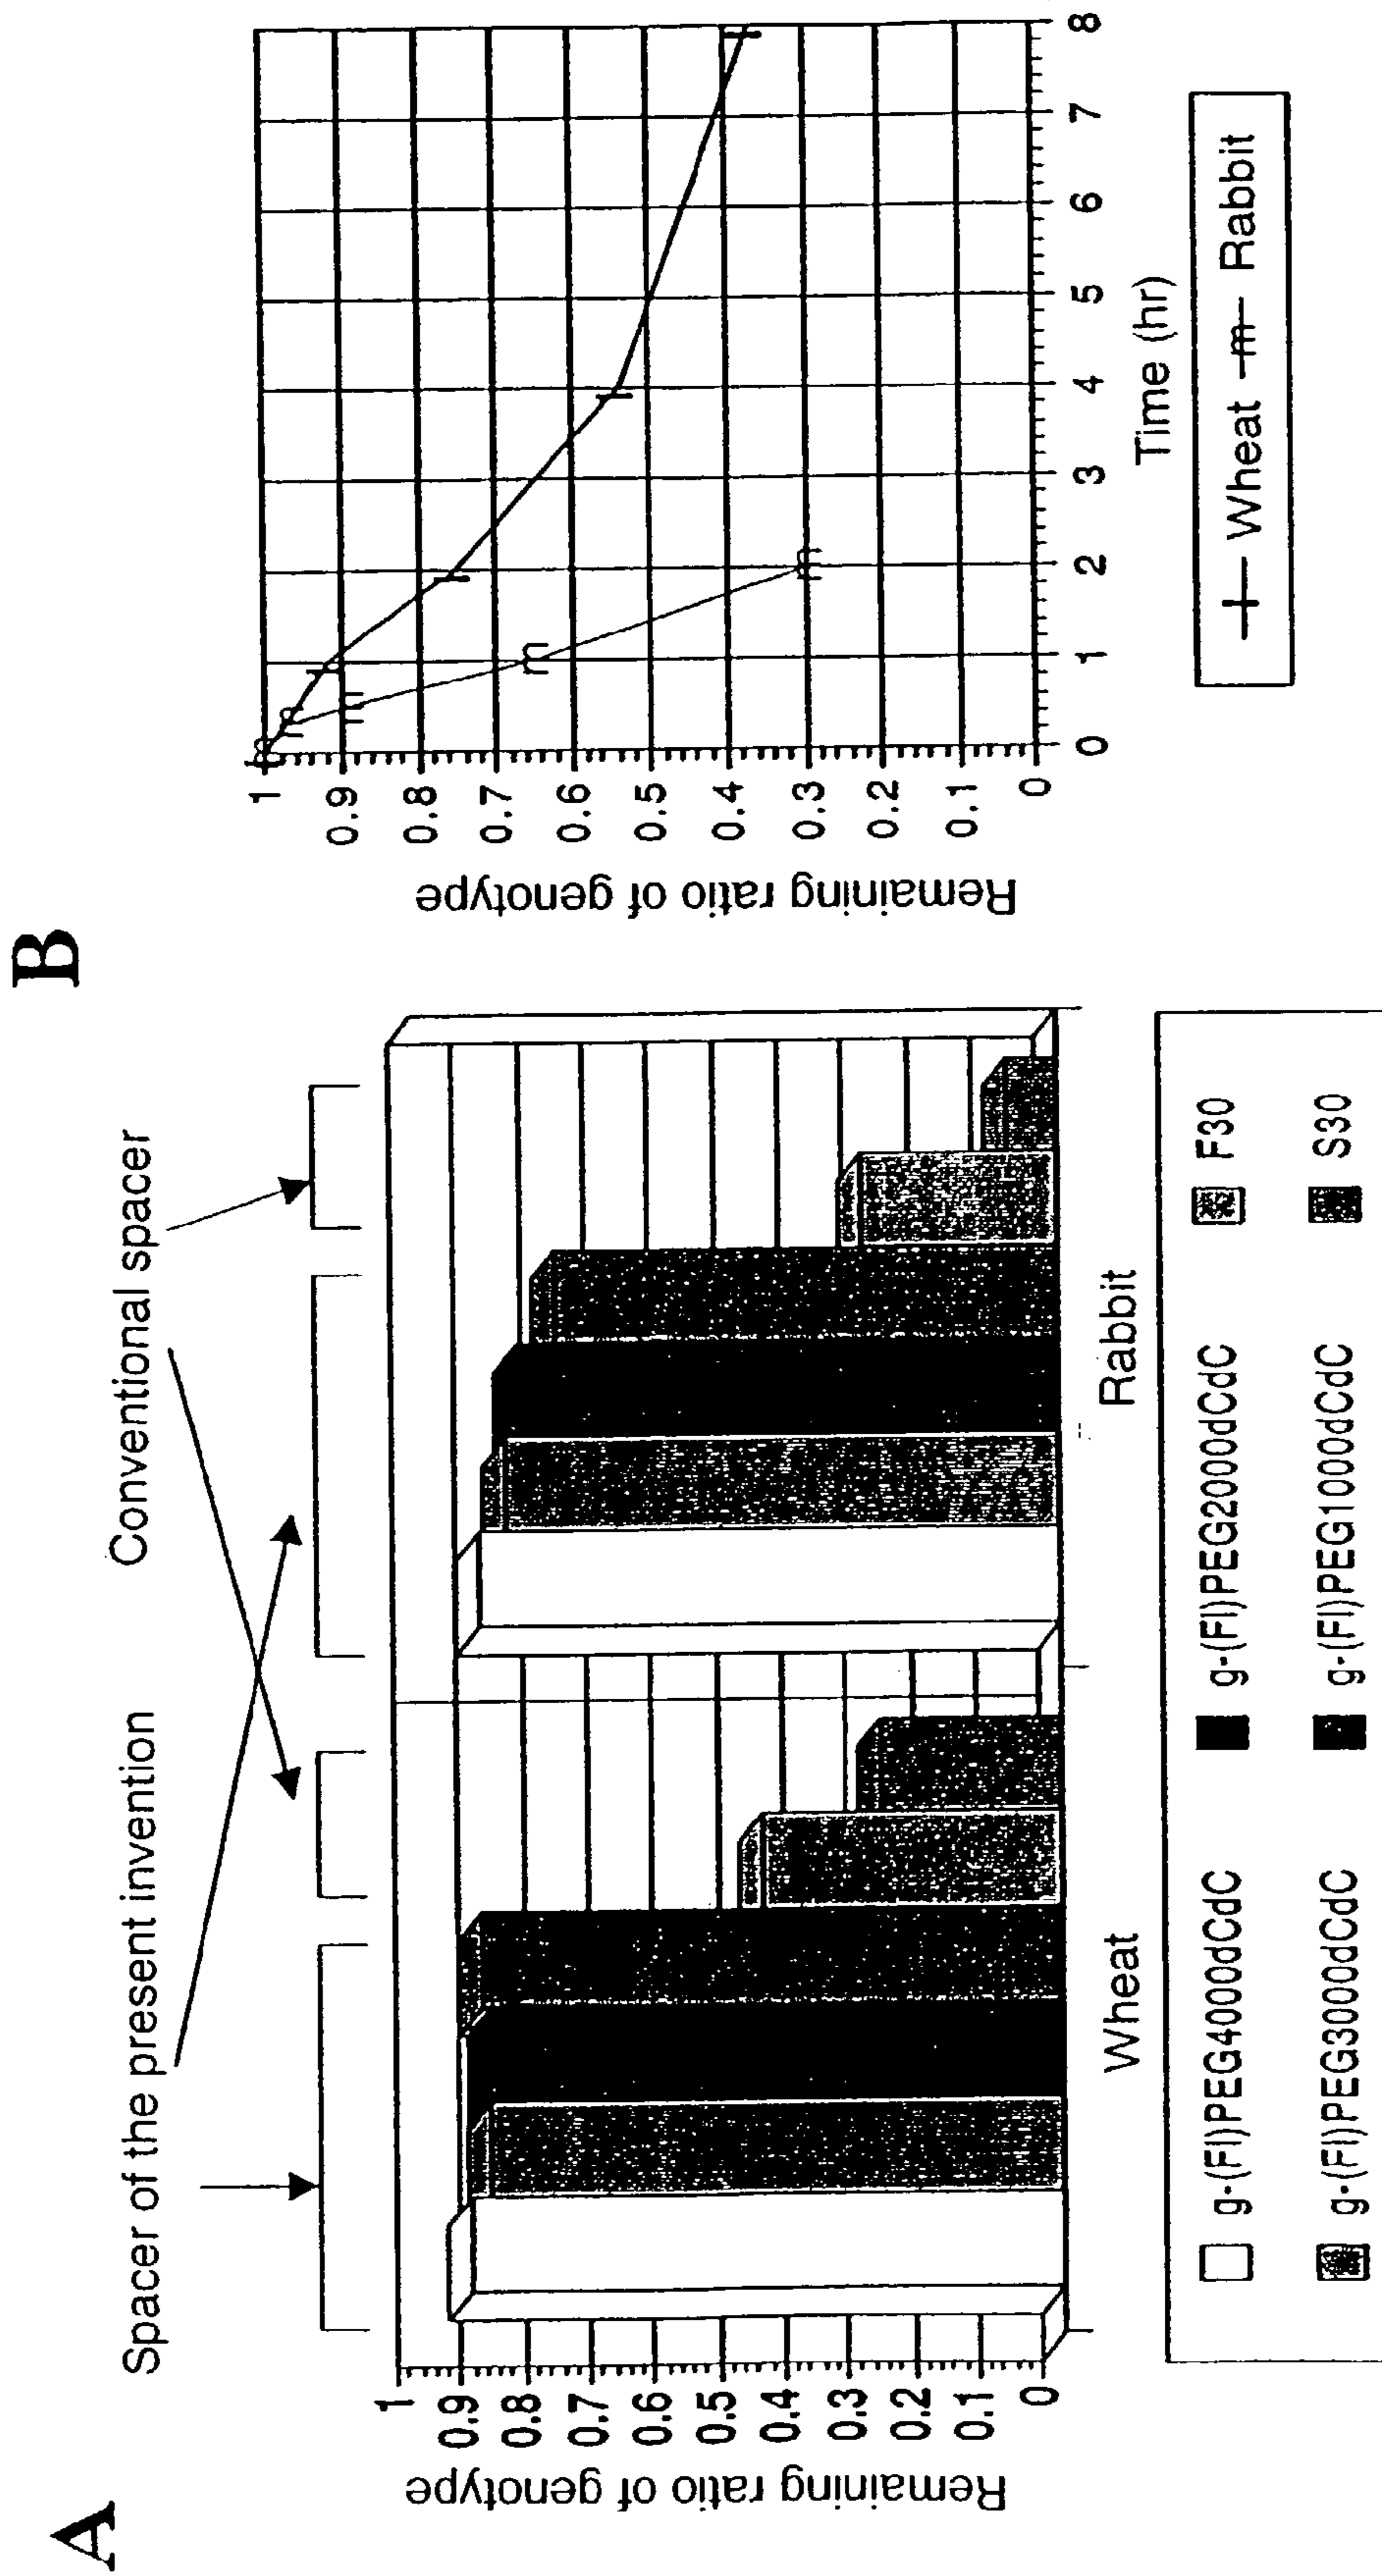 A
Spacer of the present invention
Conventional spacer
Remaining ratio of genotype
1
0.9
0.8
0.7
0.6
0.5
0.4
0.3
0.2
0.1
0
Wheat
Rabbit
g-(Fl)PEG4000dCdC
g-(Fl)PEG2000dCdC
F30
g-(Fl)PEG3000dCdC
g-(Fl)PEG1000dCdC
S30
B
Remaining ratio of genotype
1
0.9
0.8
0.7
0.6
0.5
0.4
0.3
0.2
0.1
0
m
m
m
m
m
0 1 2 3 4 5 6 7 8
Time (hr)
Wheat m Rabbit